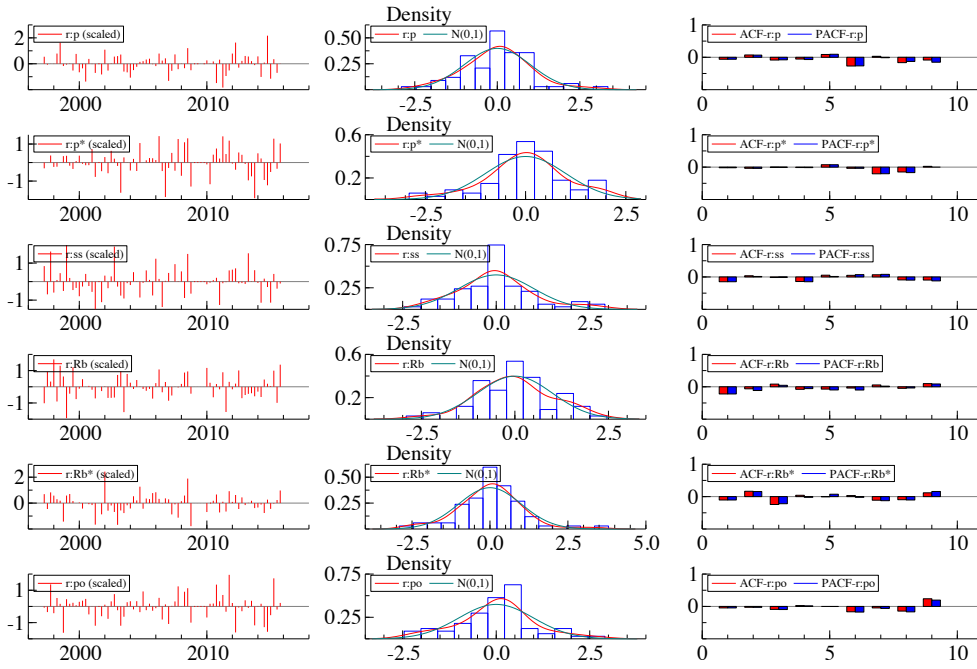 Density
r:p (scaled)
r:p N(0,1)
ACF-r:p PACF-r:p
2
0
0.50
0.25
1
0
2000 2010
-2.5 0.0 2.5
0 5 10
Density
r:p* (scaled)
r:p* N(0,1)
ACF-r:p* PACF-r:p*
1
-1
0.6
0.4
0.2
1
0
2000 2010
-2.5 0.0 2.5
0 5 10
Density
r:ss (scaled)
r:ss N(0,1)
ACF-r:ss PACF-r:ss
1
-1
0.75
0.50
0.25
1
0
2000 2010
-2.5 0.0 2.5
0 5 10
Density
r:Rb (scaled)
r:Rb N(0,1)
ACF-r:Rb PACF-r:Rb
1
-1
0.6
0.4
0.2
1
0
2000 2010
-2.5 0.0 2.5
0 5 10
Density
r:Rb* (scaled)
r:Rb* N(0,1)
ACF-r:Rb* PACF-r:Rb*
2
0
0.50
0.25
1
0
2000 2010
-2.5 0.0 2.5 5.0
0 5 10
Density
r:po (scaled)
r:po N(0,1)
ACF-r:po PACF-r:po
1
-1
0.75
0.50
0.25
1
0
2000 2010
-2.5 0.0 2.5
0 5 10